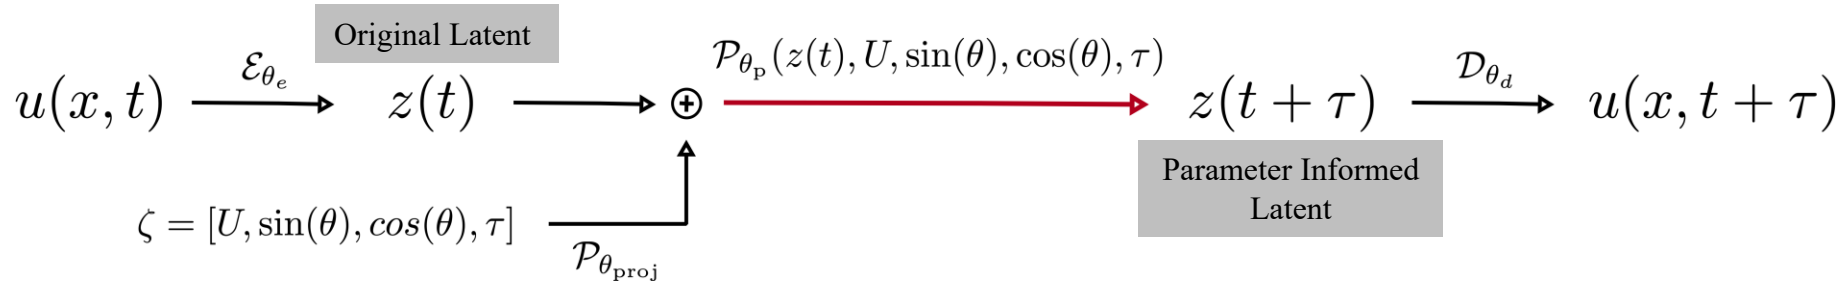 Original Latent
u(x, t) ℰ_{θ_e} z(t) ⊕ 𝒫_{θ_p}(z(t), U, sin(θ), cos(θ), τ) z(t + τ) 𝒟_{θ_d} u(x, t + τ)
Parameter Informed
Latent
ζ = [U, sin(θ), cos(θ), τ] 𝒫_{θ_proj}